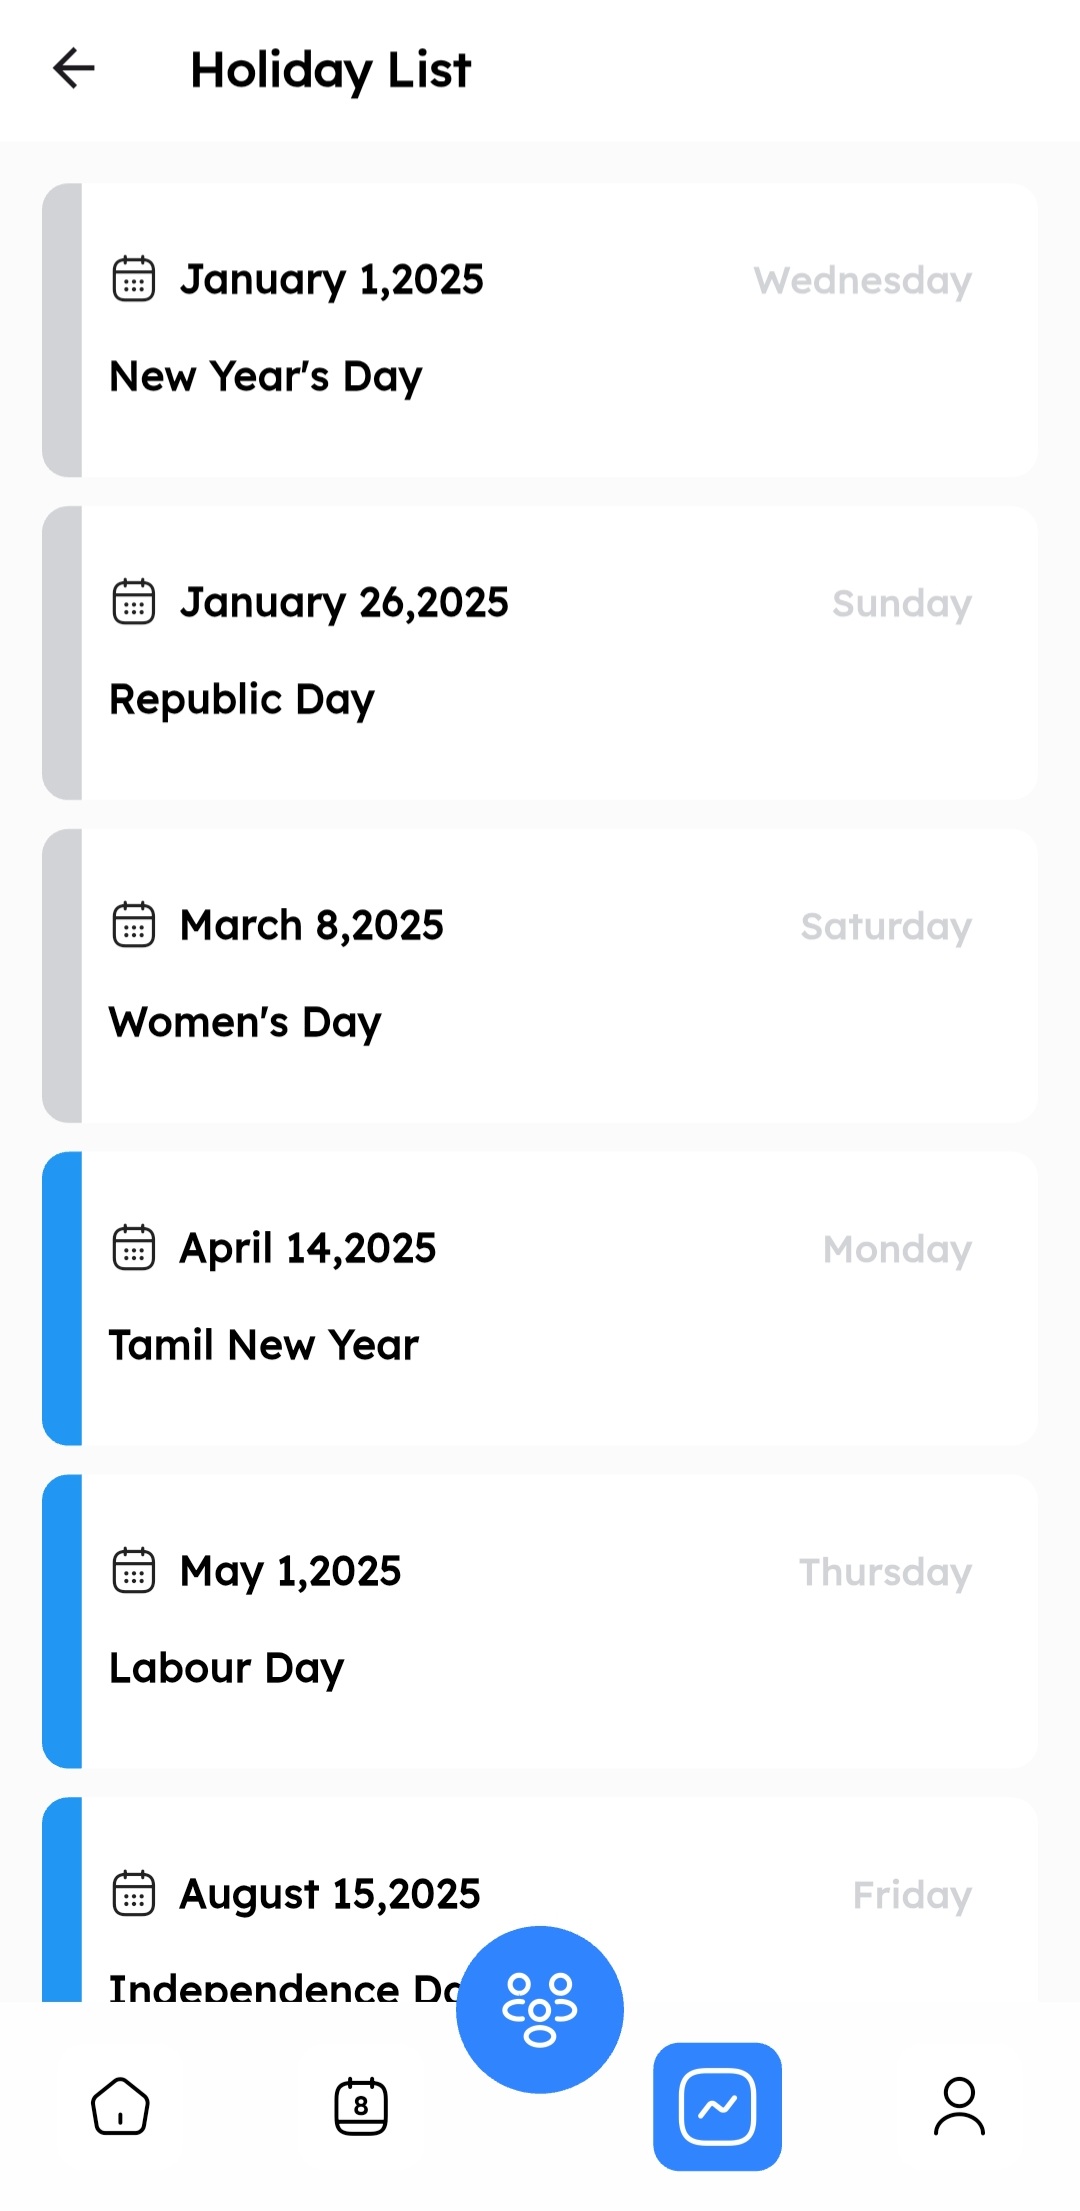 Holiday List
January 1,2025
Wednesday
New Year's Day
January 26,2025
Sunday
Republic Day
March 8,2025
Saturday
Women's Day
April 14,2025
Monday
Tamil New Year
May 1,2025
Thursday
Labour Day
August 15,2025
Friday
Independence
8